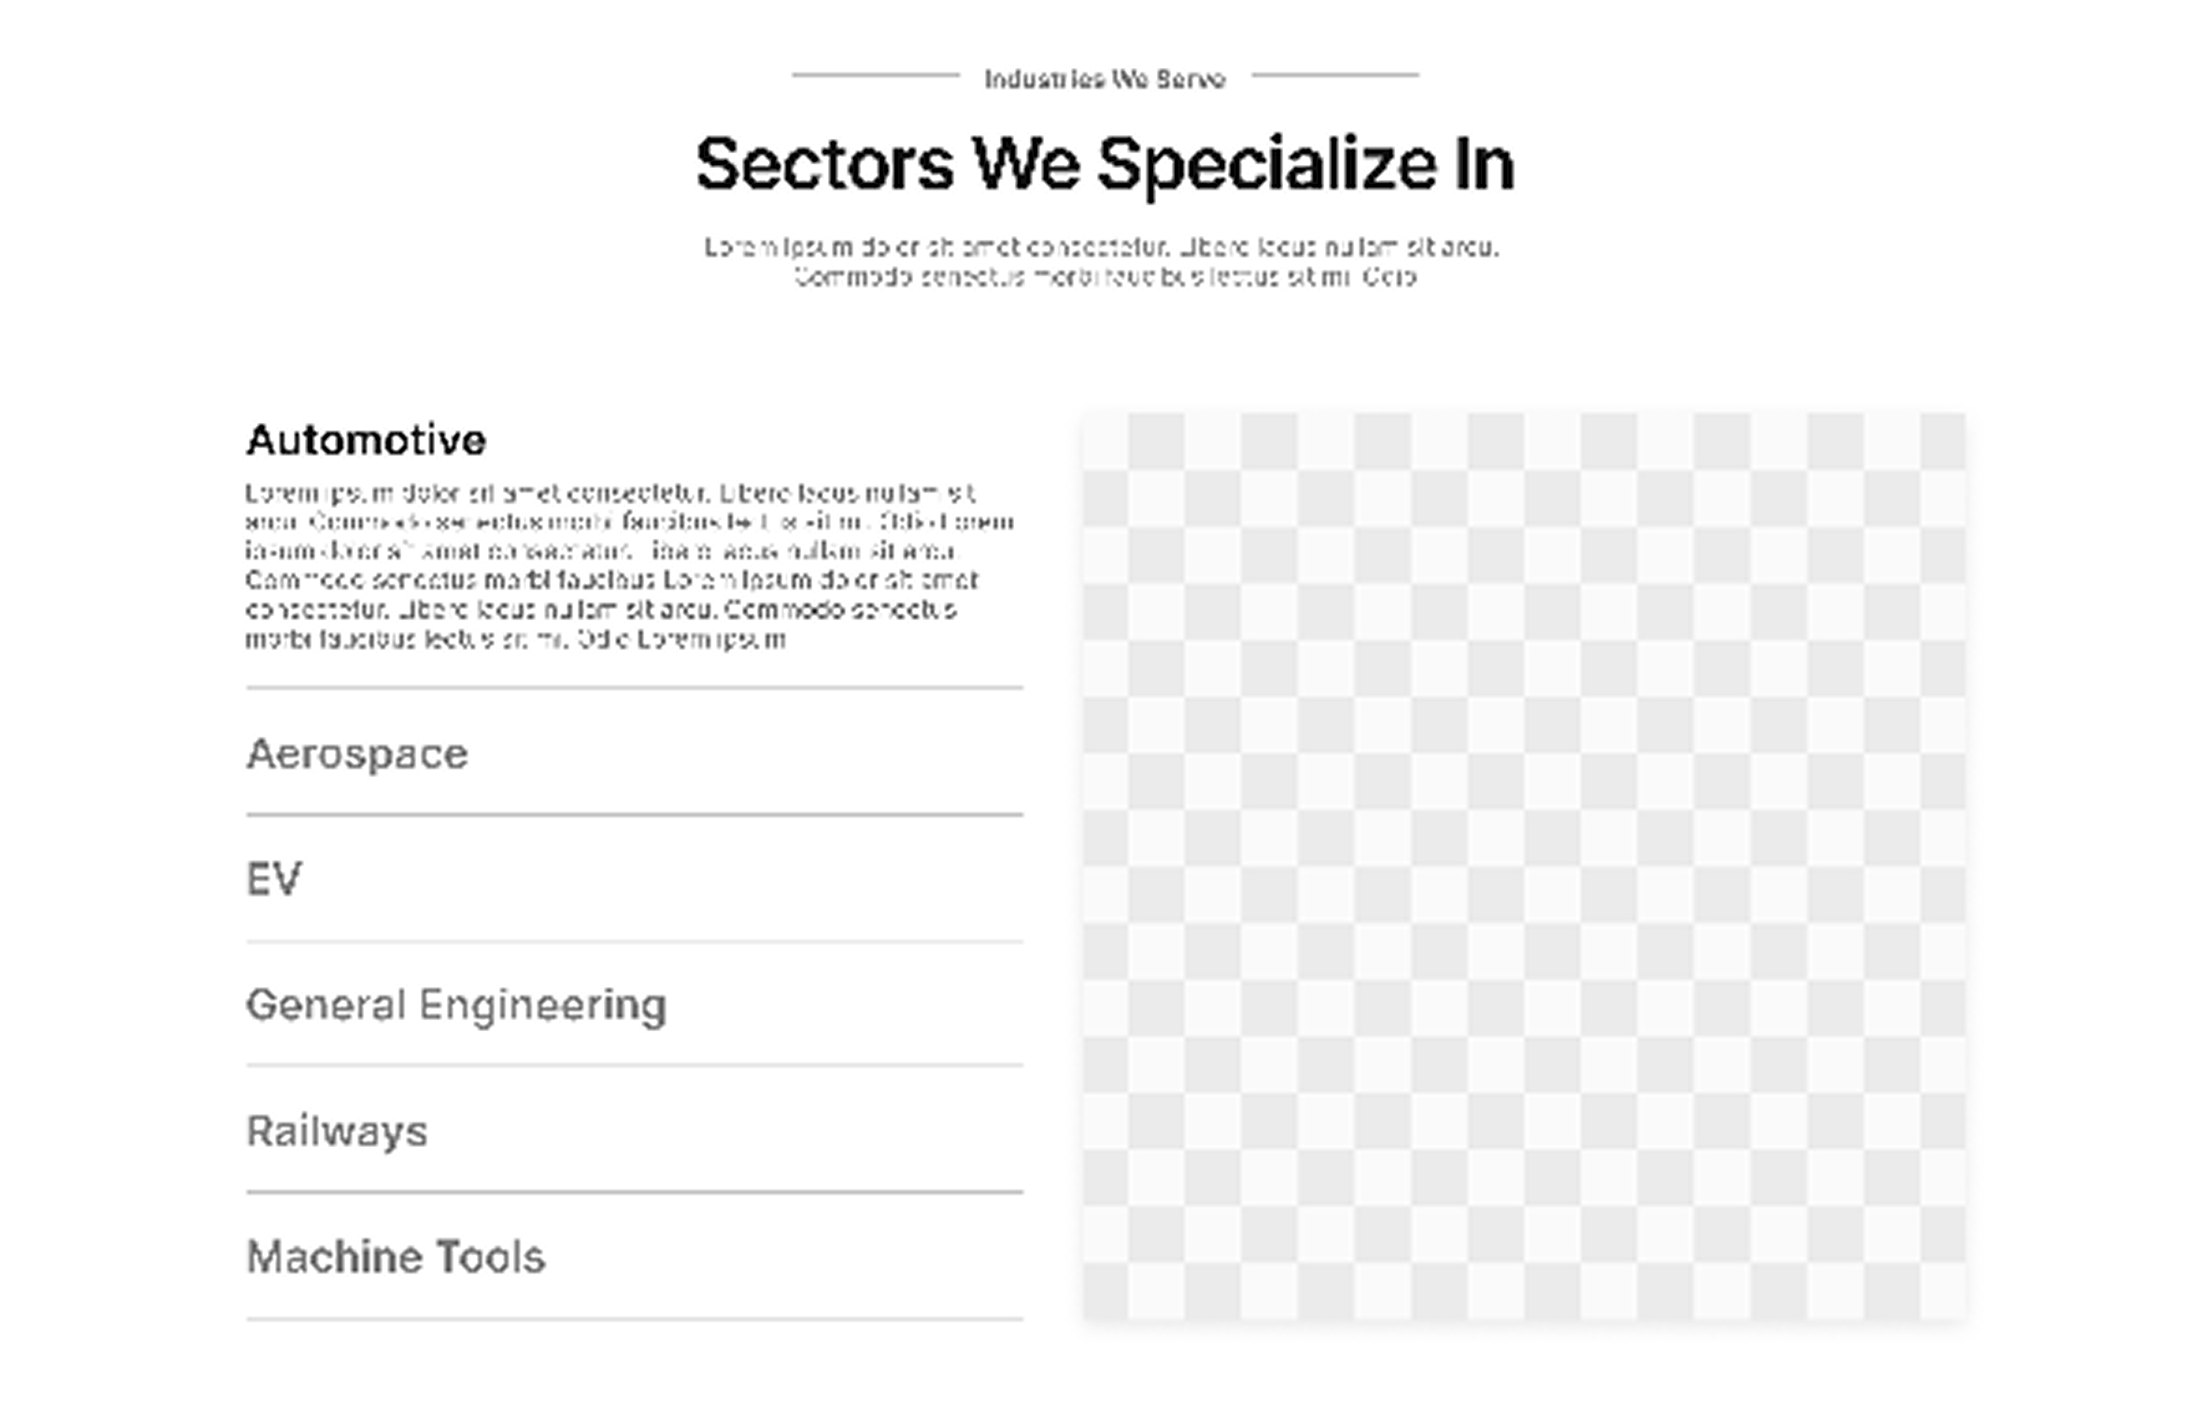 Industries We Serve
Sectors We Specialize In
Lorem ipsum dolor sit amet consectetur. Libero lacus nullam sit arcu.
Commodo senectus morbi faucibus lectus sit mi. Odio
Automotive
Lorem ipsum dolor sit amet consectetur. Libero lacus nullam sit
arcu. Commodo senectus morbi faucibus lectus sit mi. Odio Lorem
ipsum dolor sit amet consectetur. Libero lacus nullam sit arcu.
Commodo senectus morbi faucibus Lorem ipsum dolor sit amet
consectetur. Libero lacus nullam sit arcu. Commodo senectus
morbi faucibus lectus sit mi. Odio Lorem ipsum
Aerospace
EV
General Engineering
Railways
Machine Tools